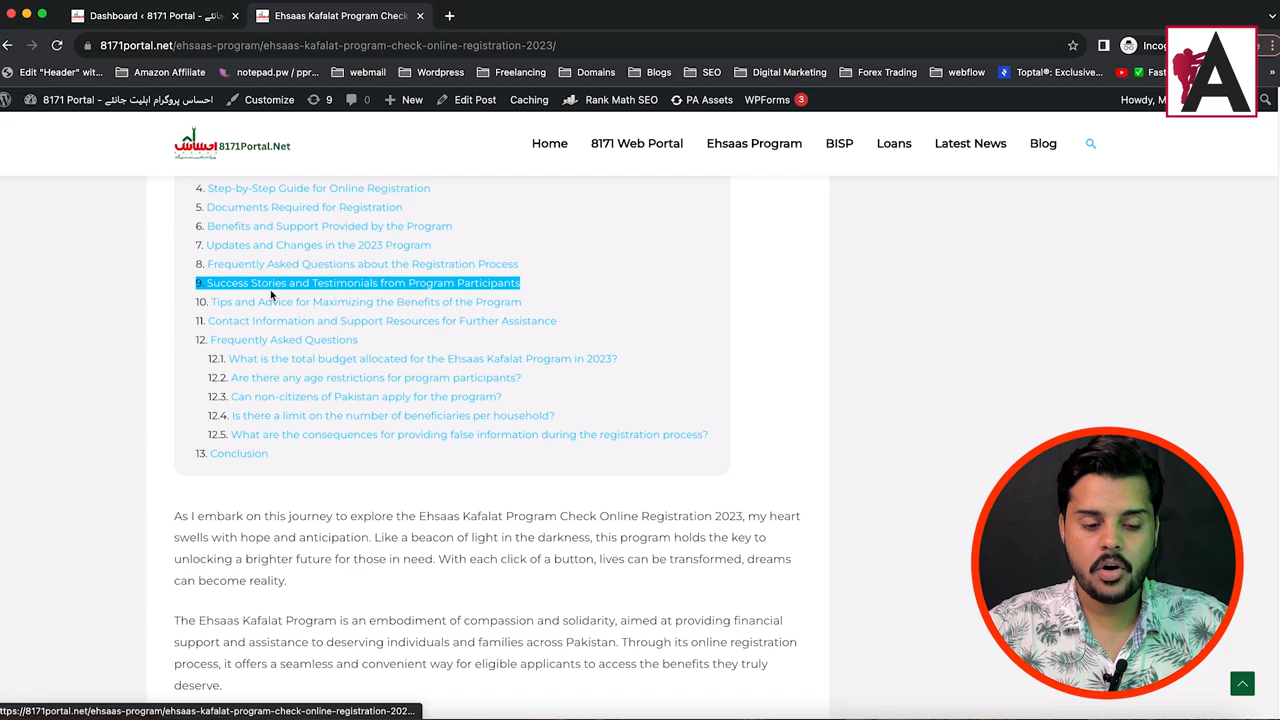 Dashboard ‹ 8171 Portal
Ehsaas Kafalat Program Check
8171portal.net/ehsaas-program/ehsaas-kafalat-program-check-online-registration-2023/
Edit "Header" wit...
Amazon Affiliate
notepad.pw / ppr...
webmail
Wordpress
Freelancing
Domains
Blogs
SEO
Digital Marketing
Forex Trading
webflow
Toptal®: Exclusive...
A
8171 Portal - احساس پروگرام اہلیت جانئے
Customize
9
0
New
Edit Post
Caching
Rank Math SEO
PA Assets
WPForms 3
Howdy, M
احساس 8171Portal.Net
Home
8171 Web Portal
Ehsaas Program
BISP
Loans
Latest News
Blog
4. Step-by-Step Guide for Online Registration
5. Documents Required for Registration
6. Benefits and Support Provided by the Program
7. Updates and Changes in the 2023 Program
8. Frequently Asked Questions about the Registration Process
9. Success Stories and Testimonials from Program Participants
10. Tips and Advice for Maximizing the Benefits of the Program
11. Contact Information and Support Resources for Further Assistance
12. Frequently Asked Questions
12.1. What is the total budget allocated for the Ehsaas Kafalat Program in 2023?
12.2. Are there any age restrictions for program participants?
12.3. Can non-citizens of Pakistan apply for the program?
12.4. Is there a limit on the number of beneficiaries per household?
12.5. What are the consequences for providing false information during the registration process?
13. Conclusion
As I embark on this journey to explore the Ehsaas Kafalat Program Check Online Registration 2023, my heart
swells with hope and anticipation. Like a beacon of light in the darkness, this program holds the key to
unlocking a brighter future for those in need. With each click of a button, lives can be transformed, dreams
can become reality.
The Ehsaas Kafalat Program is an embodiment of compassion and solidarity, aimed at providing financial
support and assistance to deserving individuals and families across Pakistan. Through its online registration
process, it offers a seamless and convenient way for eligible applicants to access the benefits they truly
deserve.
ttps://8171portal.net/ehsaas-program/ehsaas-kafalat-program-check-online-registration-202...